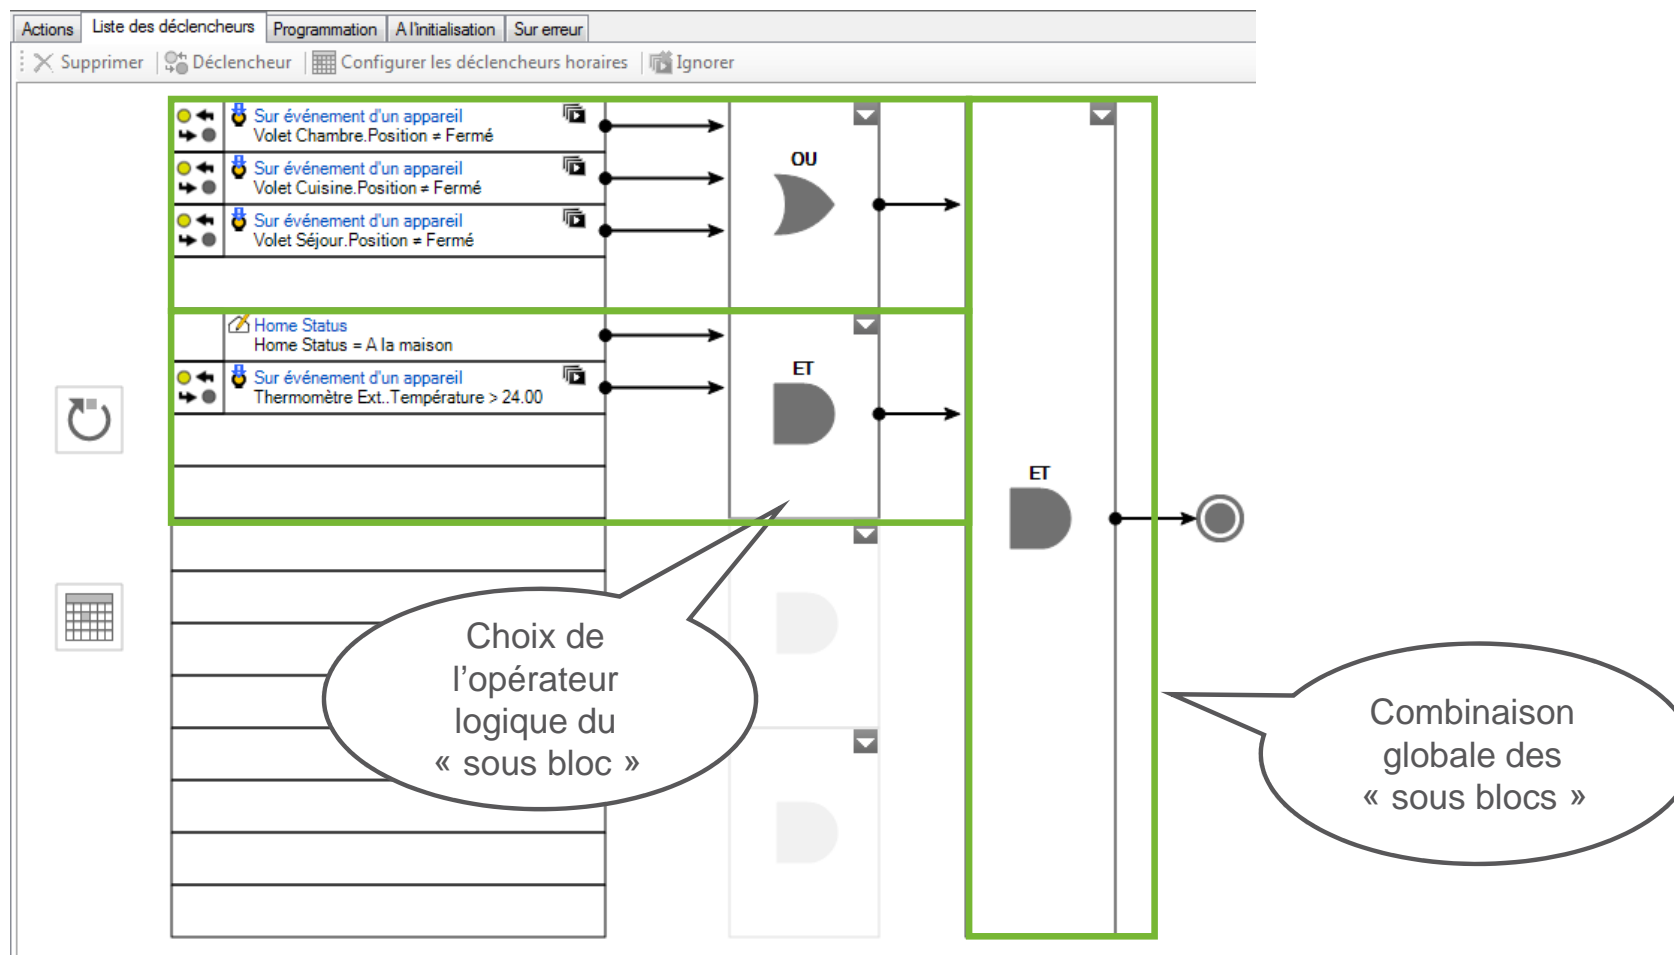 Actions Liste des déclencheurs Programmation A l'initialisation Sur erreur
Supprimer Déclencheur Configurer les déclencheurs horaires Ignorer
Sur événement d'un appareil
Volet Chambre.Position ≠ Fermé
Sur événement d'un appareil
Volet Cuisine.Position ≠ Fermé
Sur événement d'un appareil
Volet Séjour.Position ≠ Fermé
OU
Home Status
Home Status = A la maison
Sur événement d'un appareil
Thermomètre Ext..Température > 24.00
ET
ET
Choix de
l'opérateur
logique du
« sous bloc »
Combinaison
globale des
« sous blocs »